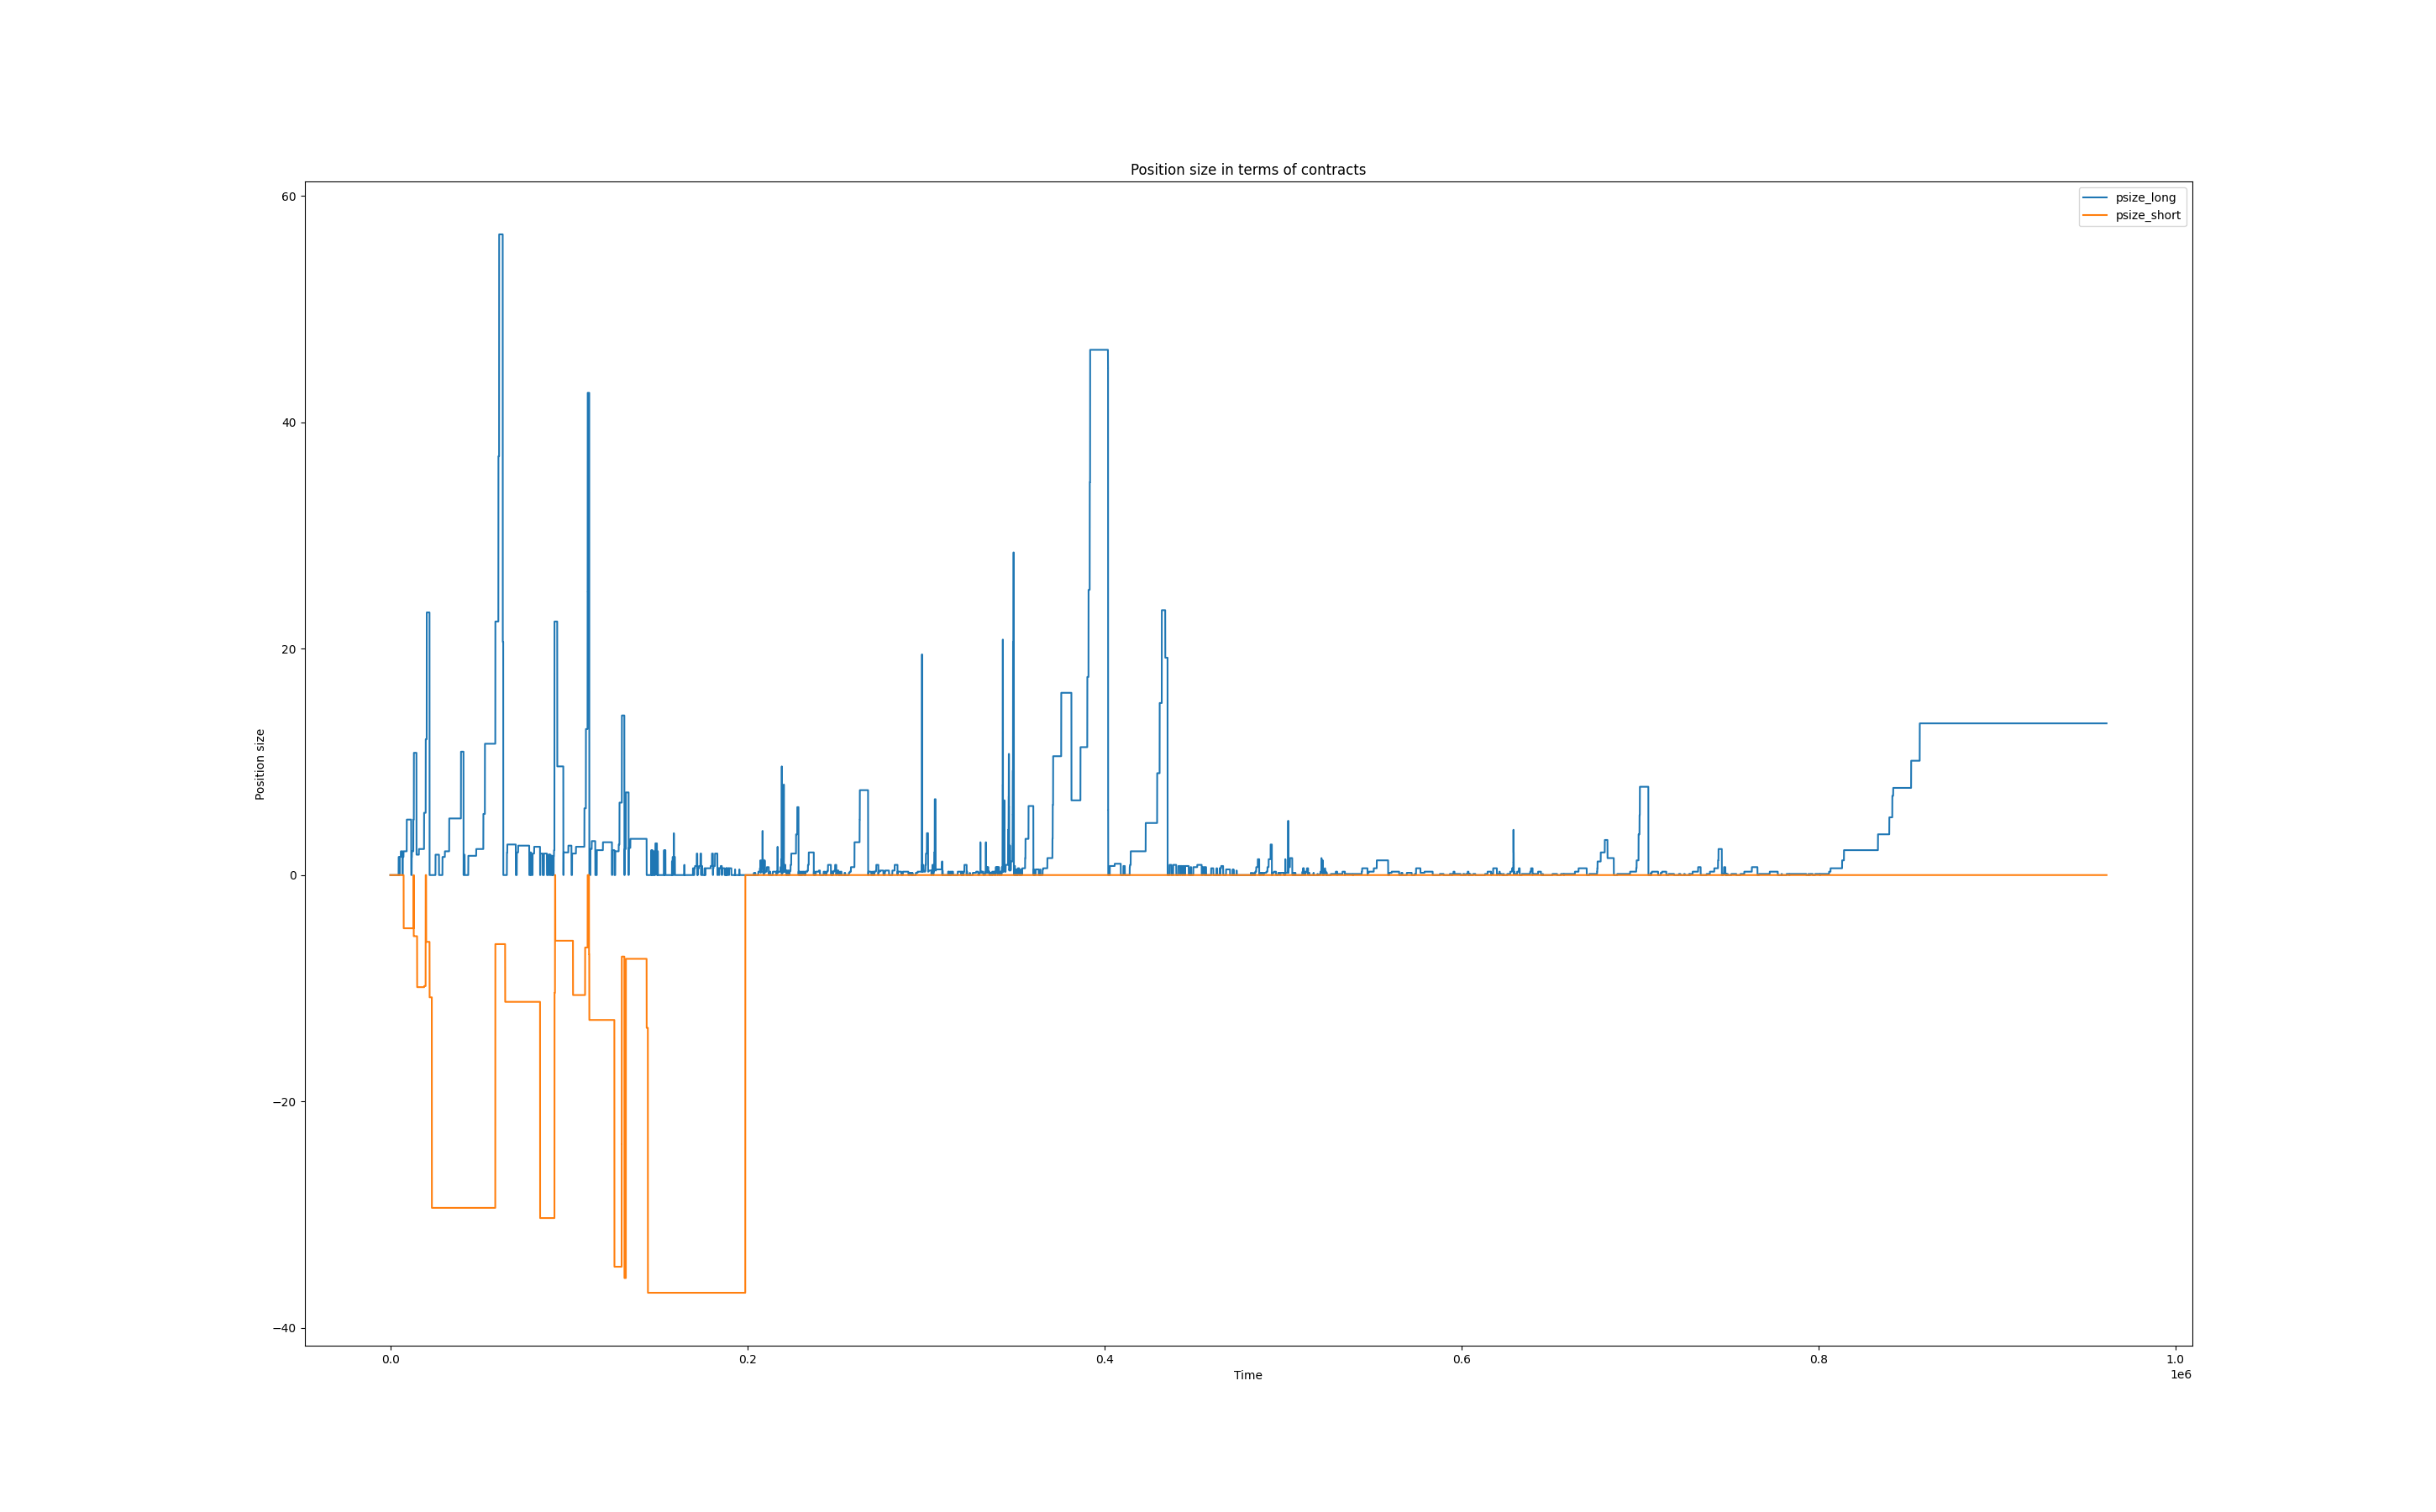 Position size in terms of contracts
psize_long
psize_short
Position size
60
40
20
0
−20
−40
0.0
0.2
0.4
0.6
0.8
1.0
1e6
Time